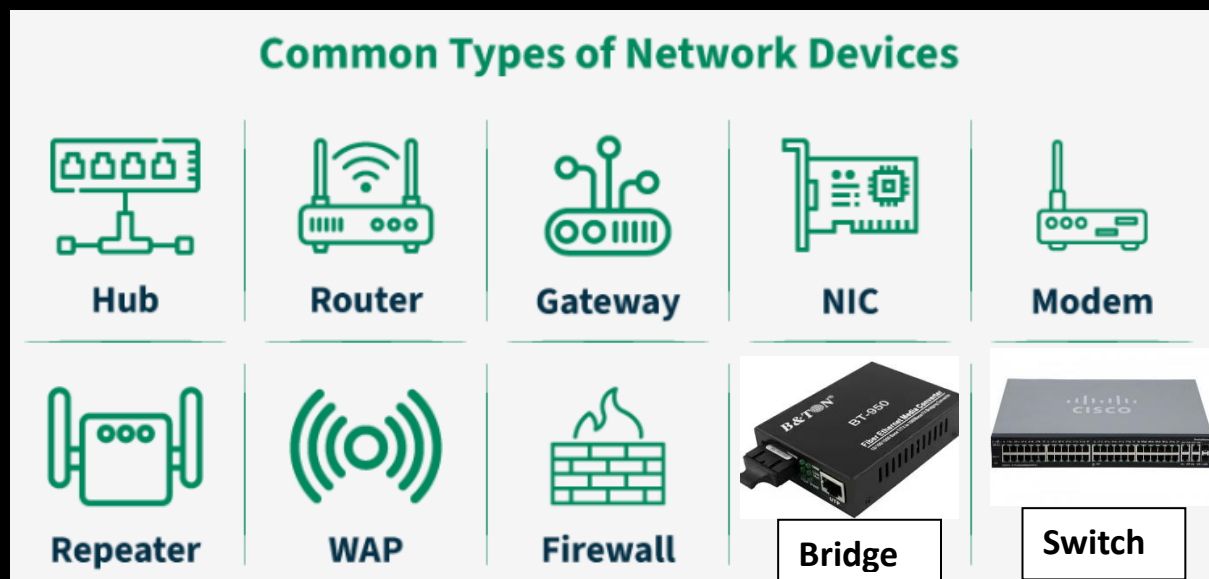 Common Types of Network Devices
Hub
Router
Gateway
NIC
Modem
B&TON®
BT-950
Fiber Ethernet Media Converter
UTP
CISCO
Repeater
WAP
Firewall
Bridge
Switch